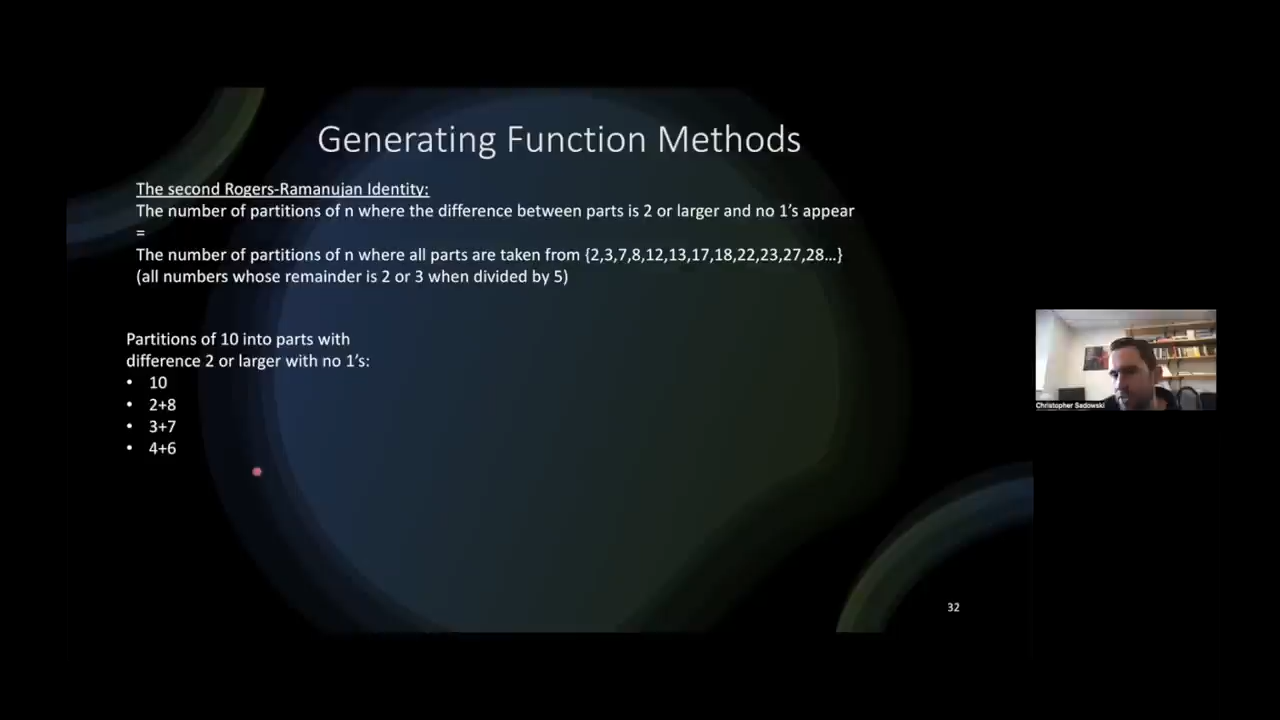 Generating Function Methods
The second Rogers-Ramanujan Identity:
The number of partitions of n where the difference between parts is 2 or larger and no 1’s appear
=
The number of partitions of n where all parts are taken from {2,3,7,8,12,13,17,18,22,23,27,28…}
(all numbers whose remainder is 2 or 3 when divided by 5)
Partitions of 10 into parts with
difference 2 or larger with no 1’s:
• 10
• 2+8
• 3+7
• 4+6
Christopher Sadowski
32